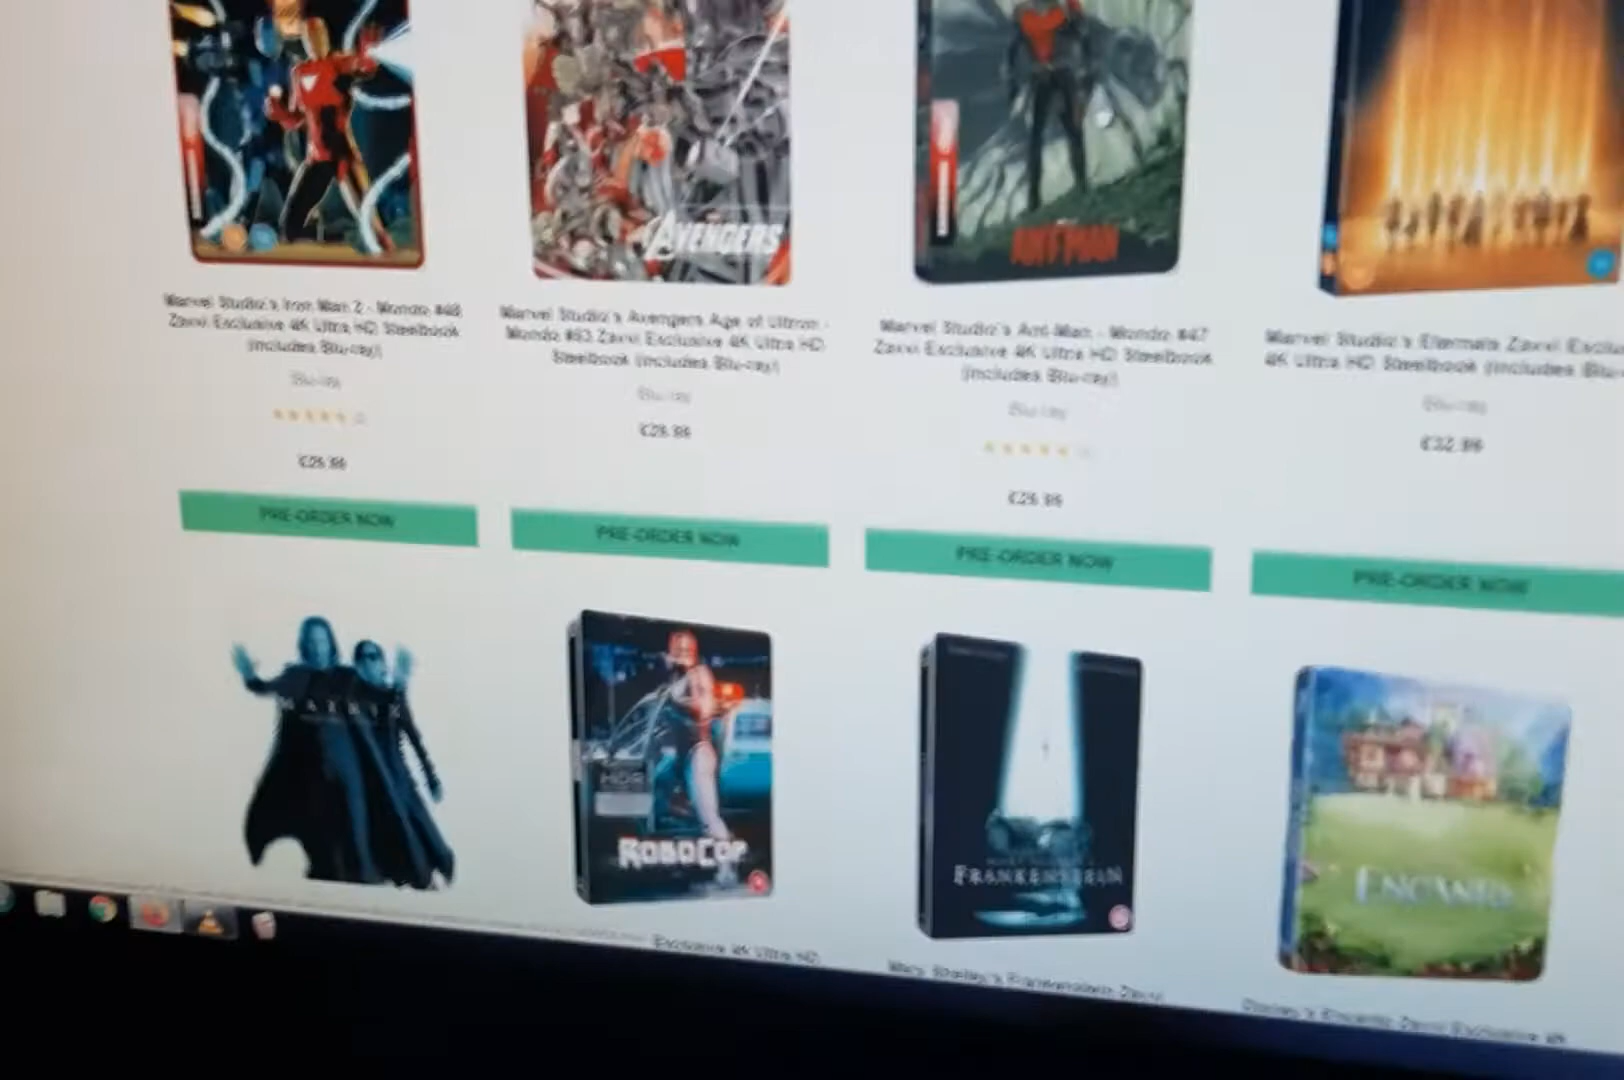 AVENGERS
ANT-MAN
Marvel Studio's Iron Man 2 - Mondo #48
Zavvi Exclusive 4K Ultra HD Steelbook
(includes Blu-ray)
Blu-ray
PRE-ORDER NOW
Marvel Studio's Avengers Age of Ultron -
Mondo #53 Zavvi Exclusive 4K Ultra HD
Steelbook (includes Blu-ray)
Blu-ray
PRE-ORDER NOW
Marvel Studio's Ant-Man - Mondo #47
Zavvi Exclusive 4K Ultra HD Steelbook
(includes Blu-ray)
Blu-ray
PRE-ORDER NOW
Marvel Studio's Eternals Zavvi Exclu
4K Ultra HD Steelbook (includes Blu-
Blu-ray
PRE-ORDER NOW
MATRIX
HDR
ROBOCOP
FRANKENSTEIN
ENCANTO
Exclusive 4K Ultra HD
Mary Shelley's Frankenstein Zavvi
Disney's Encanto Zavvi Exclusive 4K